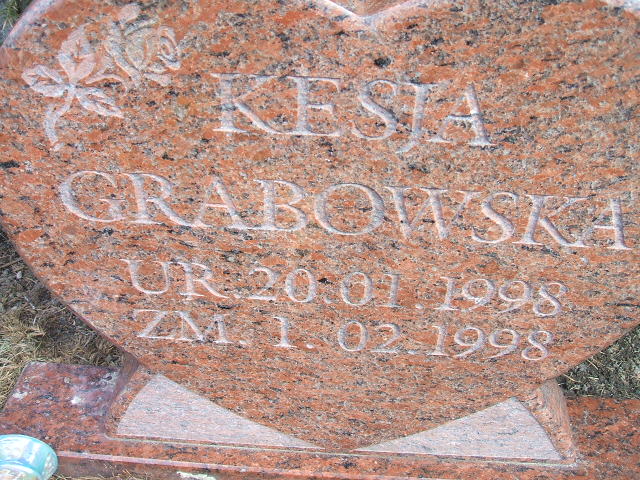 KESJA
GRABOWSKA
UR. 20.01.1998
ZM. 1. 02.1998